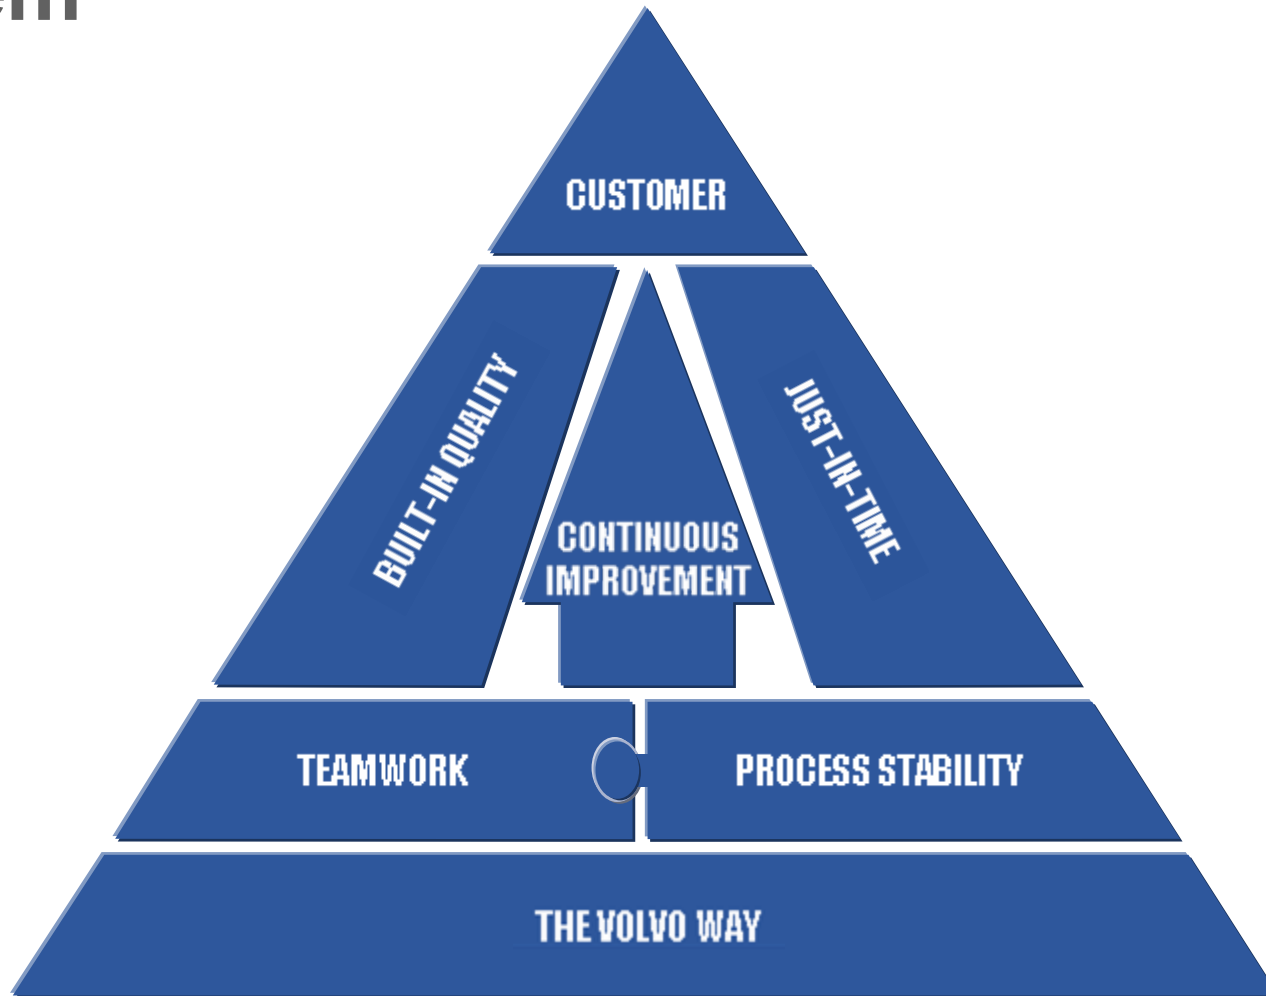 CUSTOMER
BUILT-IN QUALITY
JUST-IN-TIME
CONTINUOUS
IMPROVEMENT
TEAMWORK
PROCESS STABILITY
THE VOLVO WAY